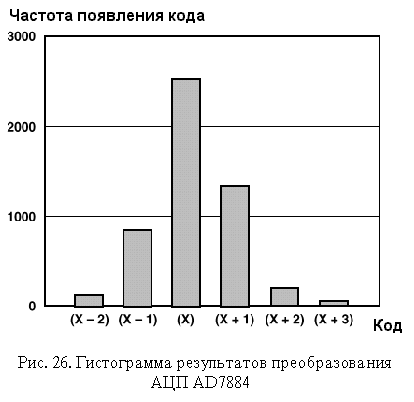 Частота появления кода
3000
2000
1000
0
(X – 2) (X – 1) (X) (X + 1) (X + 2) (X + 3)
Код
Рис. 26. Гистограмма результатов преобразования
АЦП AD7884